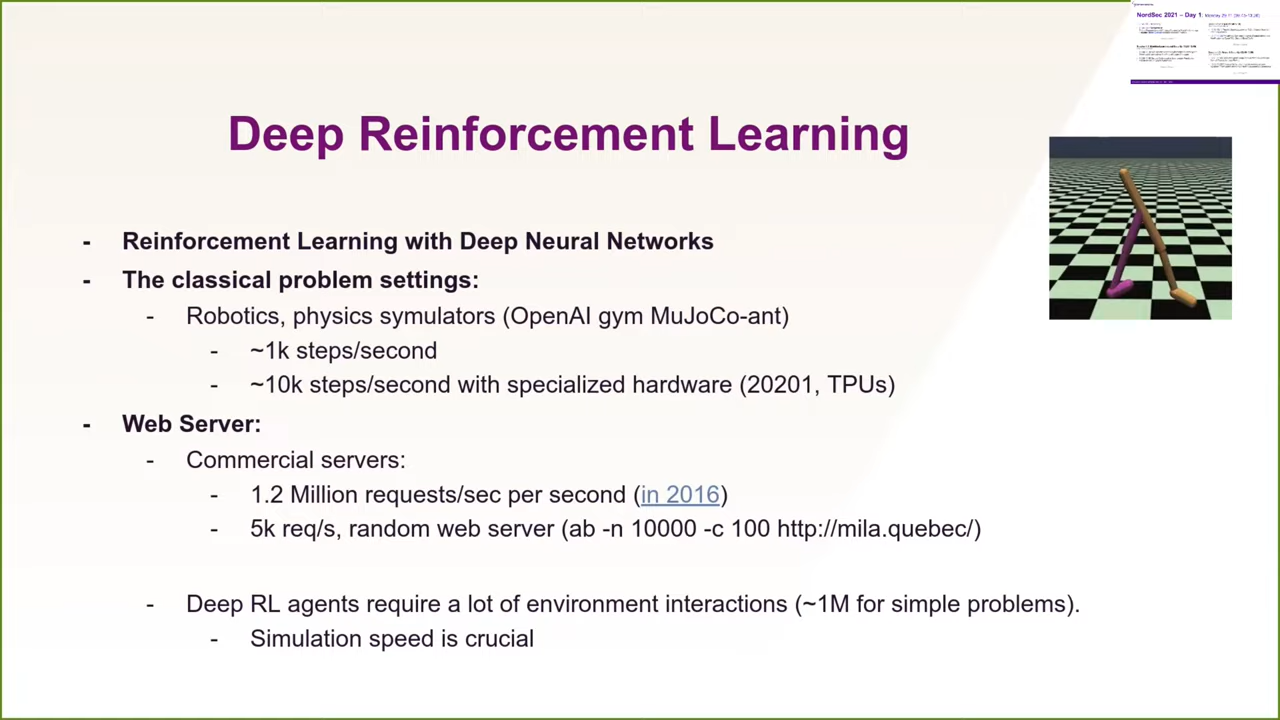 NordSec 2021 – Day 1:
Deep Reinforcement Learning
- Reinforcement Learning with Deep Neural Networks
- The classical problem settings:
- Robotics, physics symulators (OpenAI gym MuJoCo-ant)
- ~1k steps/second
- ~10k steps/second with specialized hardware (20201, TPUs)
- Web Server:
- Commercial servers:
- 1.2 Million requests/sec per second (in 2016)
- 5k req/s, random web server (ab -n 10000 -c 100 http://mila.quebec/)
- Deep RL agents require a lot of environment interactions (~1M for simple problems).
- Simulation speed is crucial